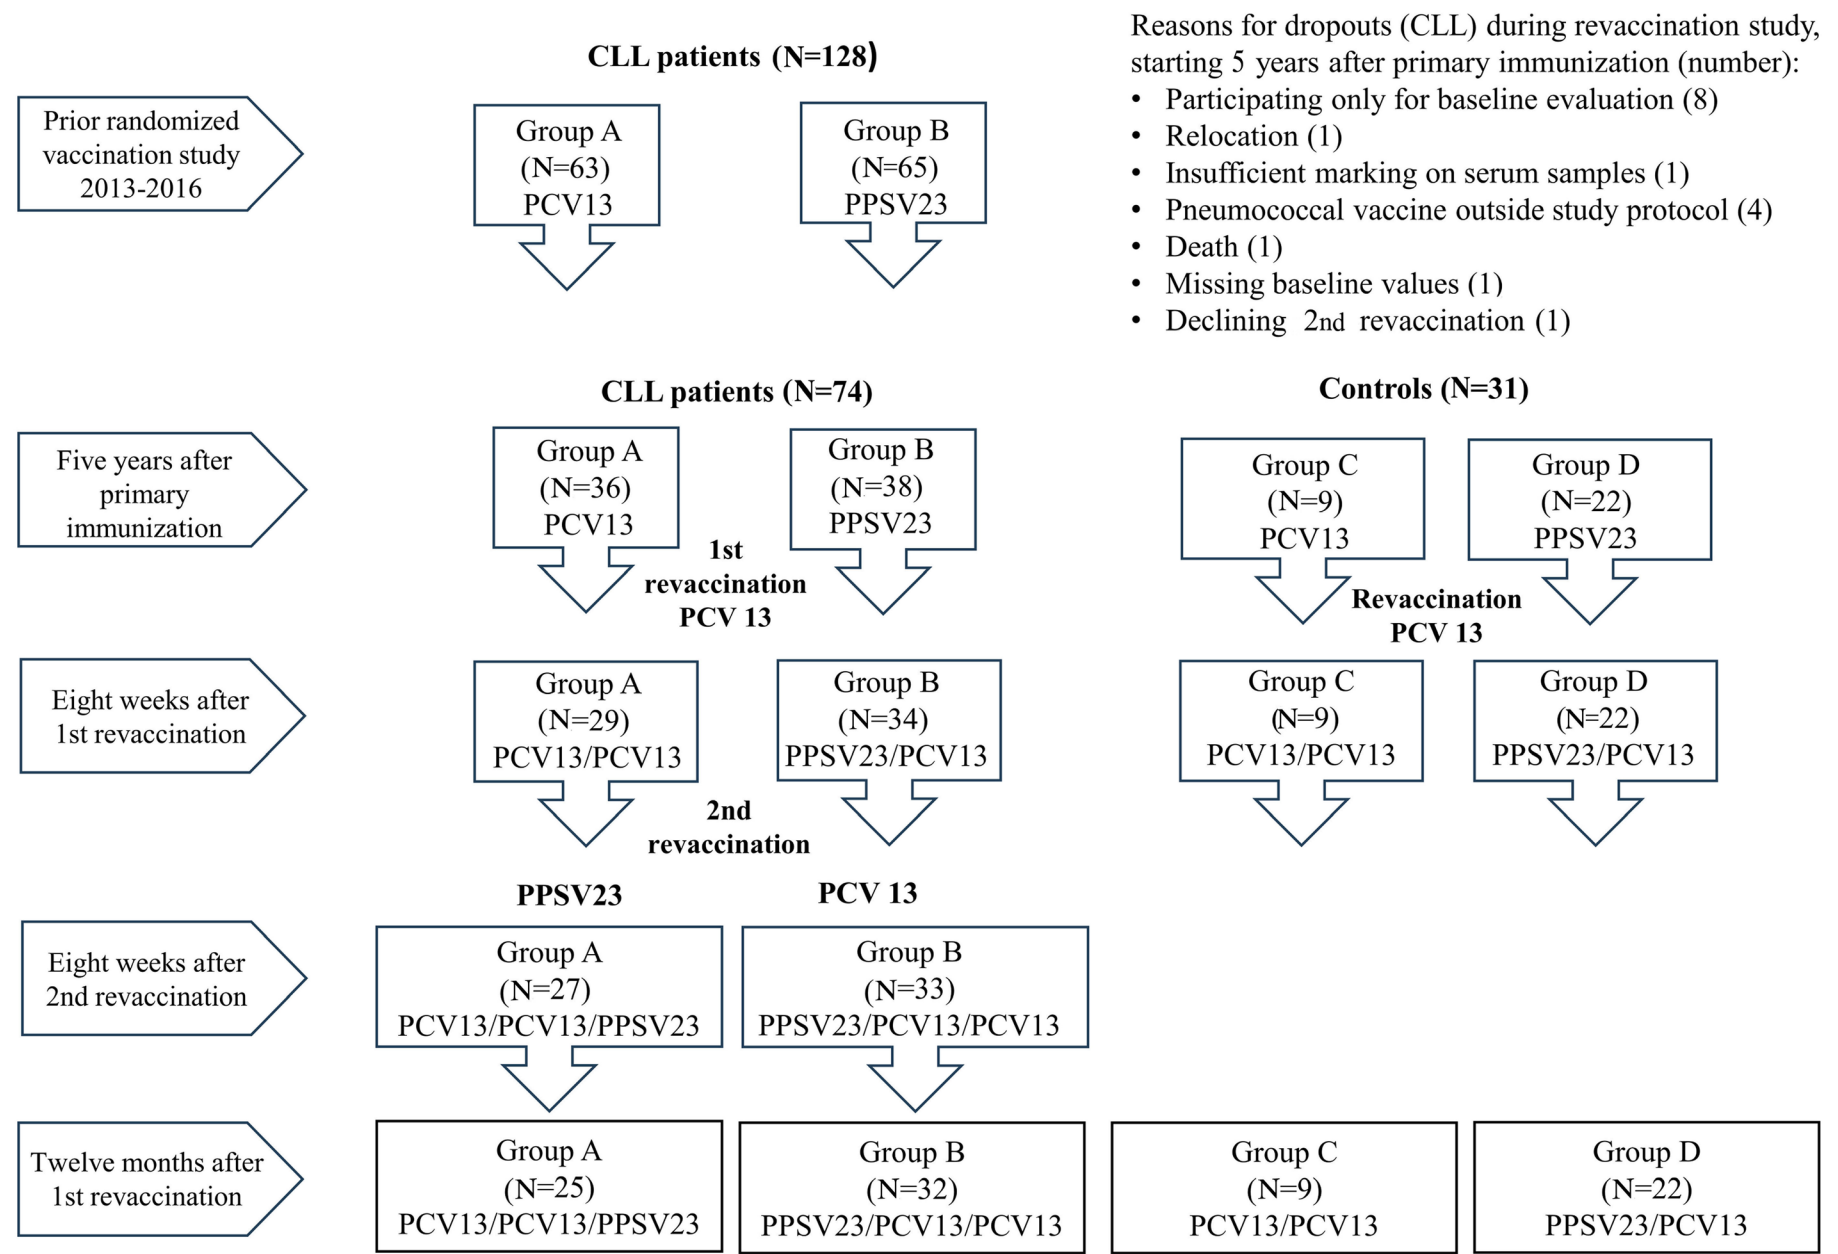 CLL patients (N=128)
Prior randomized
vaccination study
2013-2016
Group A
(N=63)
PCV13
Group B
(N=65)
PPSV23
Reasons for dropouts (CLL) during revaccination study,
starting 5 years after primary immunization (number):
• Participating only for baseline evaluation (8)
• Relocation (1)
• Insufficient marking on serum samples (1)
• Pneumococcal vaccine outside study protocol (4)
• Death (1)
• Missing baseline values (1)
• Declining 2nd revaccination (1)
CLL patients (N=74)
Controls (N=31)
Five years after
primary
immunization
Group A
(N=36)
PCV13
Group B
(N=38)
PPSV23
Group C
(N=9)
PCV13
Group D
(N=22)
PPSV23
1st
revaccination
PCV 13
Revaccination
PCV 13
Eight weeks after
1st revaccination
Group A
(N=29)
PCV13/PCV13
Group B
(N=34)
PPSV23/PCV13
Group C
(N=9)
PCV13/PCV13
Group D
(N=22)
PPSV23/PCV13
2nd
revaccination
PPSV23
PCV 13
Eight weeks after
2nd revaccination
Group A
(N=27)
PCV13/PCV13/PPSV23
Group B
(N=33)
PPSV23/PCV13/PCV13
Twelve months after
1st revaccination
Group A
(N=25)
PCV13/PCV13/PPSV23
Group B
(N=32)
PPSV23/PCV13/PCV13
Group C
(N=9)
PCV13/PCV13
Group D
(N=22)
PPSV23/PCV13